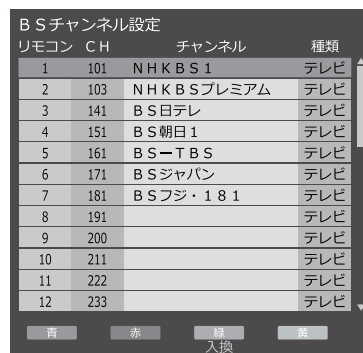 BSチャンネル設定
リモコン CH チャンネル 種類
1 101 NHKBS1 テレビ
2 103 NHKBSプレミアム テレビ
3 141 BS日テレ テレビ
4 151 BS朝日1 テレビ
5 161 BSーTBS テレビ
6 171 BSジャパン テレビ
7 181 BSフジ・181 テレビ
8 191 テレビ
9 200 テレビ
10 211 テレビ
11 222 テレビ
12 233 テレビ
青 赤 緑 黄
入換